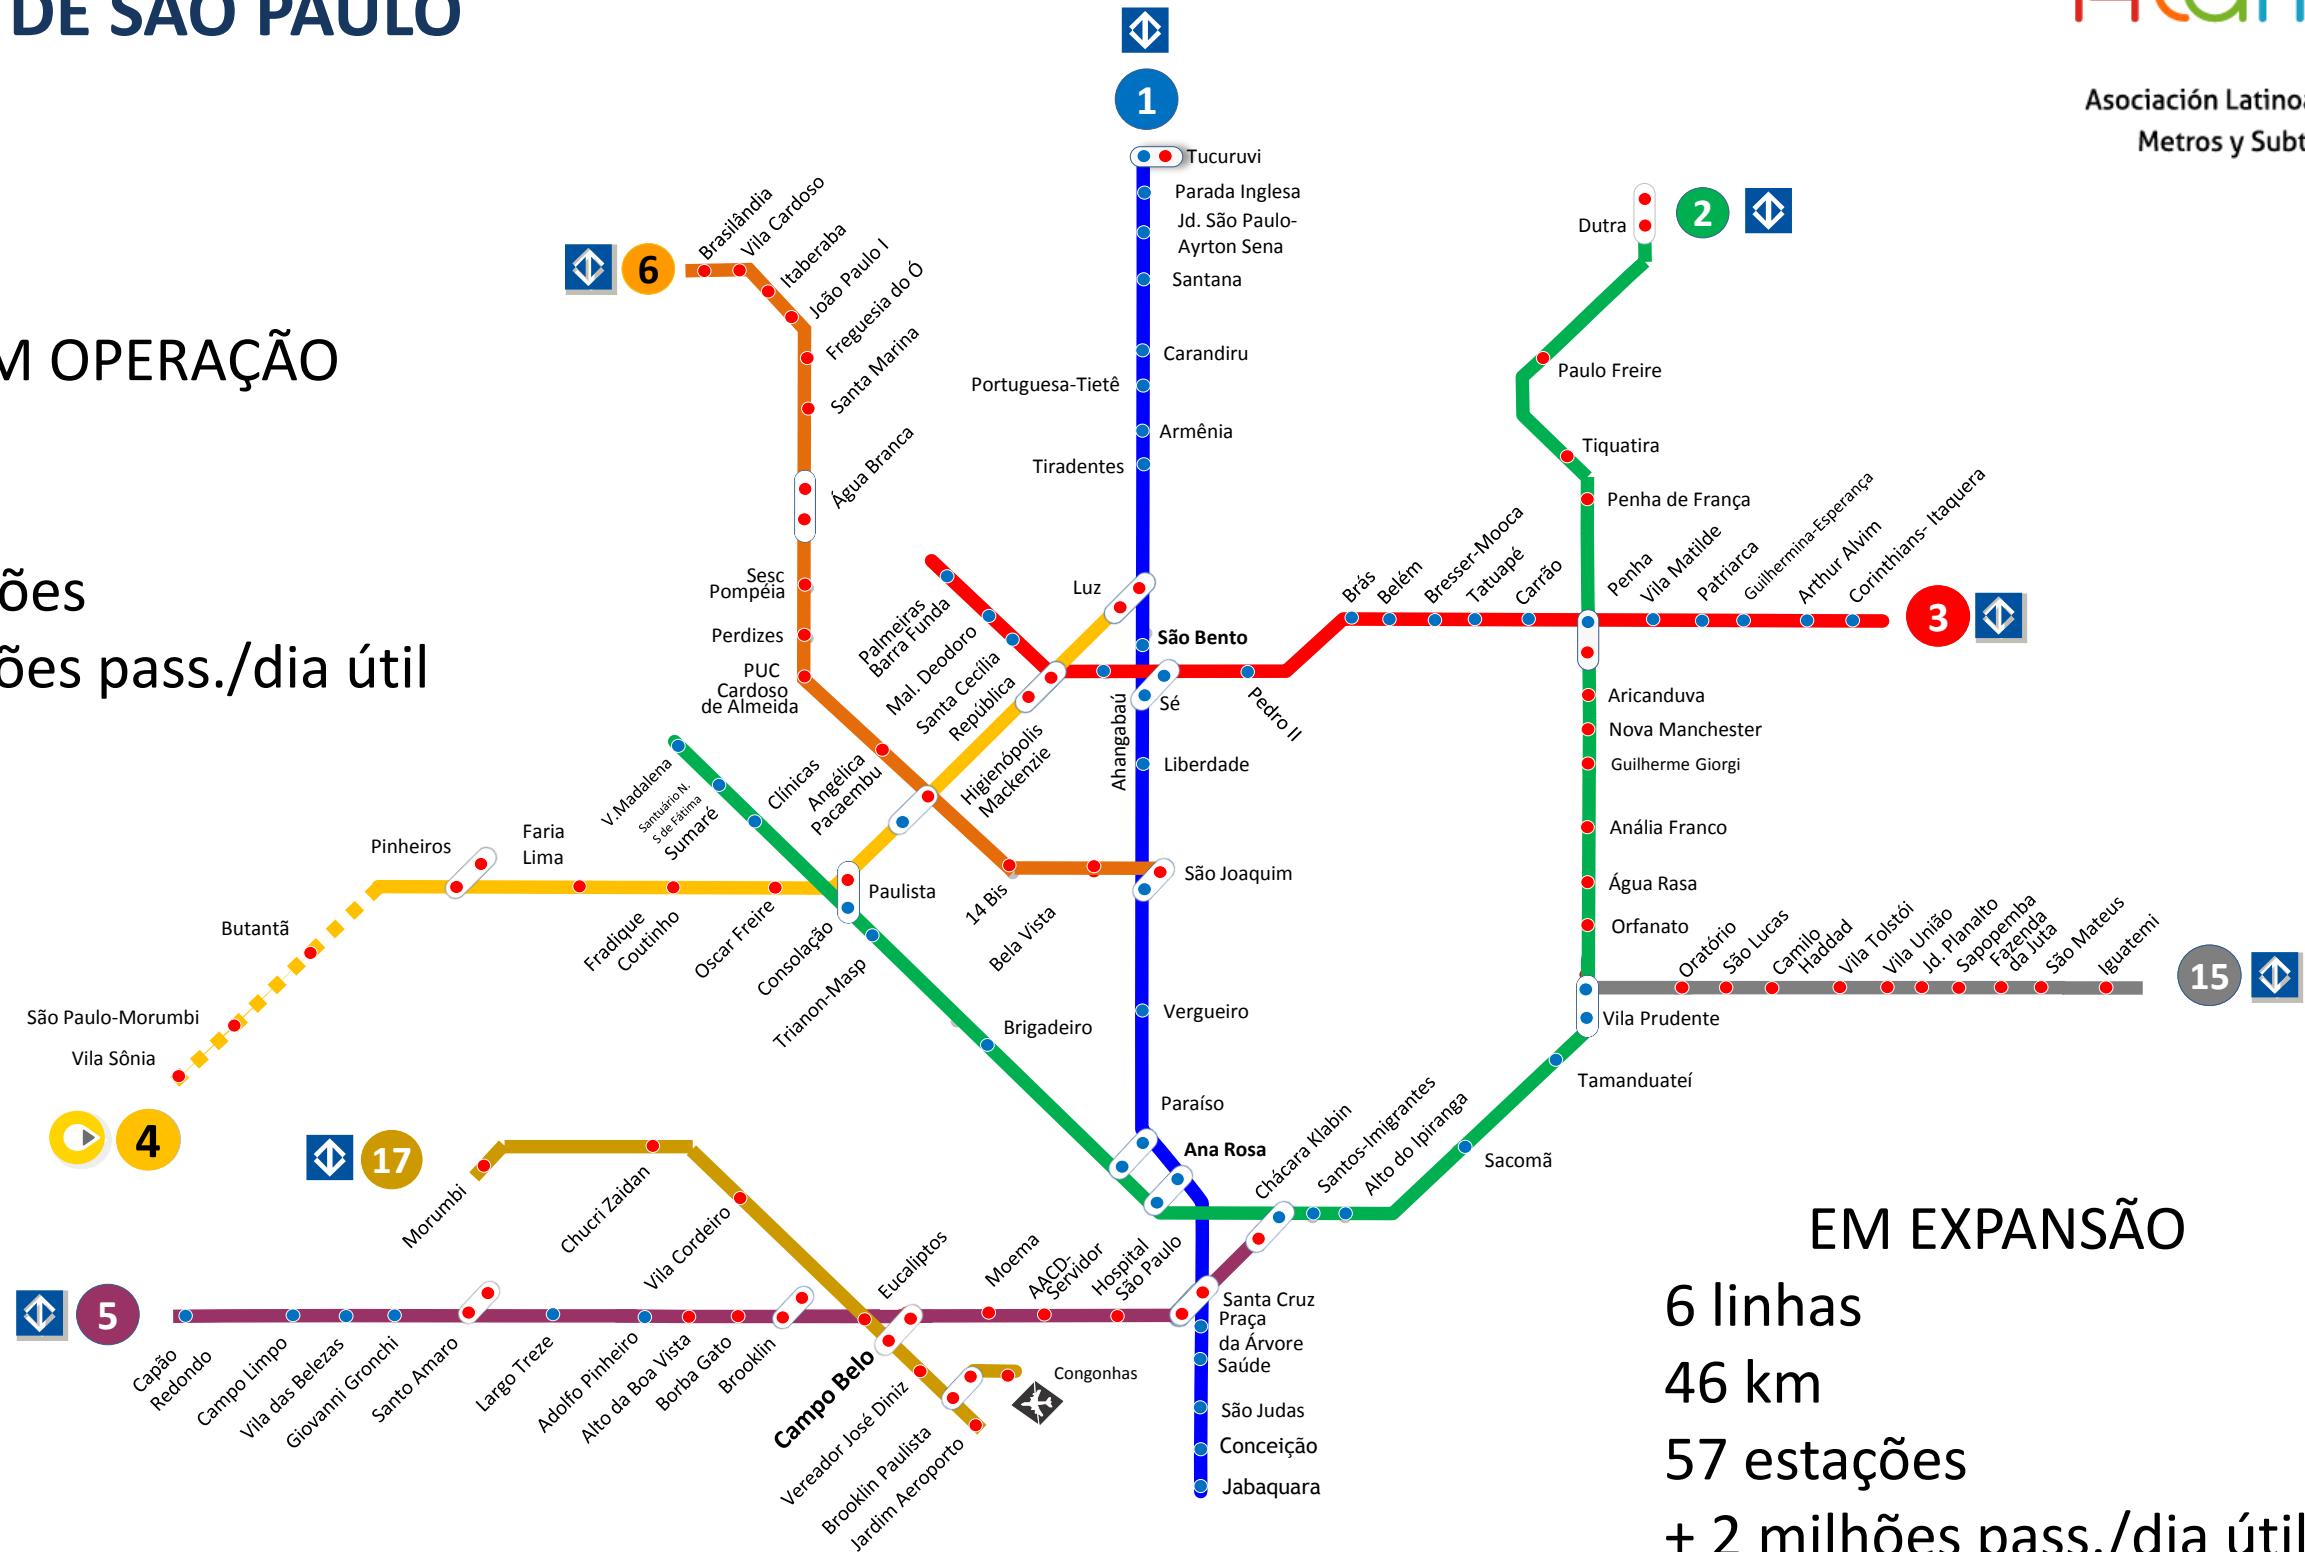 DE SÃO PAULO
Asociación Latinoa
Metros y Subt
M OPERAÇÃO
ões
ões pass./dia útil
1
Tucuruvi
Parada Inglesa
Jd. São Paulo-
Ayrton Sena
Santana
Carandiru
Portuguesa-Tietê
Armênia
Tiradentes
Luz
São Bento
Sé
Ahangabaú
Liberdade
São Joaquim
Vergueiro
Paraíso
Ana Rosa
Santa Cruz
Praça
da Árvore
Saúde
São Judas
Conceição
Jabaquara
2
Dutra
Paulo Freire
Tiquatira
Penha de França
Penha
Aricanduva
Nova Manchester
Guilherme Giorgi
Anália Franco
Água Rasa
Orfanato
Vila Prudente
Tamanduateí
Sacomã
Alto do Ipiranga
Santos-Imigrantes
Chácara Klabin
Brigadeiro
Trianon-Masp
Consolação
Paulista
Clínicas
Santuário N.
S de Fátima
Sumaré
V.Madalena
3
Palmeiras
Barra Funda
Mal. Deodoro
Santa Cecília
República
Pedro II
Brás
Belém
Bresser-Mooca
Tatuapé
Carrão
Vila Matilde
Patriarca
Guilhermina-Esperança
Arthur Alvim
Corinthians- Itaquera
6
Brasilândia
Vila Cardoso
Itaberaba
João Paulo I
Freguesia do Ó
Santa Marina
Água Branca
Sesc
Pompéia
Perdizes
PUC
Cardoso
de Almeida
Angélica
Pacaembu
Higienópolis
Mackenzie
14 Bis
Bela Vista
4
Pinheiros
Faria
Lima
Fradique
Coutinho
Oscar Freire
Butantã
São Paulo-Morumbi
Vila Sônia
15
Oratório
São Lucas
Camilo
Haddad
Vila Tolstói
Vila União
Jd. Planalto
Sapopemba
Fazenda
da Juta
São Mateus
Iguatemi
17
Morumbi
Chucri Zaidan
Vila Cordeiro
Campo Belo
Vereador José Diniz
Brooklin Paulista
Jardim Aeroporto
Congonhas
5
Capão
Redondo
Campo Limpo
Vila das Belezas
Giovanni Gronchi
Santo Amaro
Largo Treze
Adolfo Pinheiro
Alto da Boa Vista
Borba Gato
Brooklin
Eucaliptos
Moema
AACD-
Servidor
Hospital
São Paulo
EM EXPANSÃO
6 linhas
46 km
57 estações
+ 2 milhões pass./dia útil